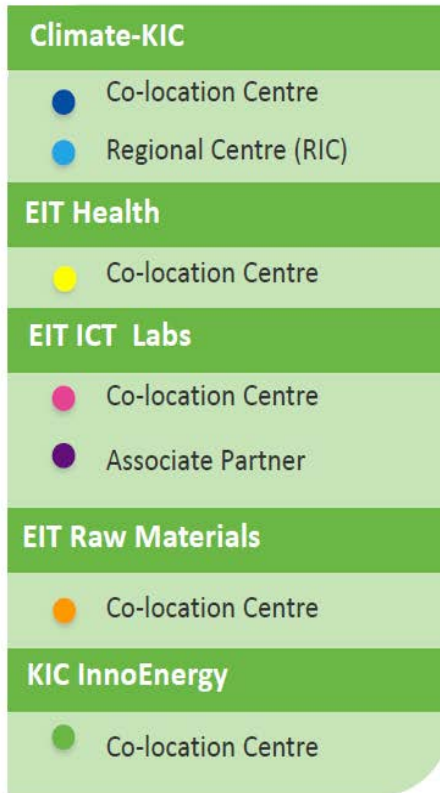 Climate-KIC
Co-location Centre
Regional Centre (RIC)
EIT Health
Co-location Centre
EIT ICT Labs
Co-location Centre
Associate Partner
EIT Raw Materials
Co-location Centre
KIC InnoEnergy
Co-location Centre